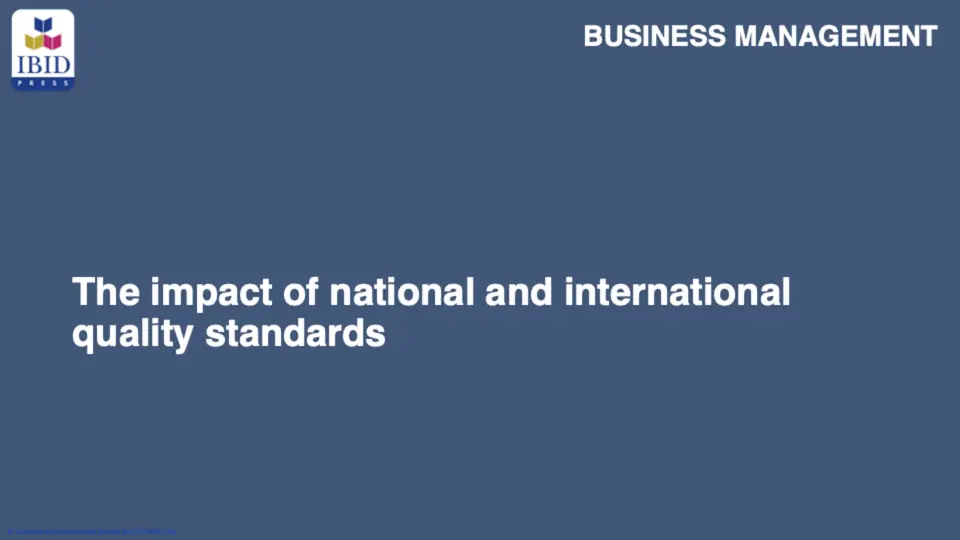 IBID
PRESS
BUSINESS MANAGEMENT
The impact of national and international
quality standards